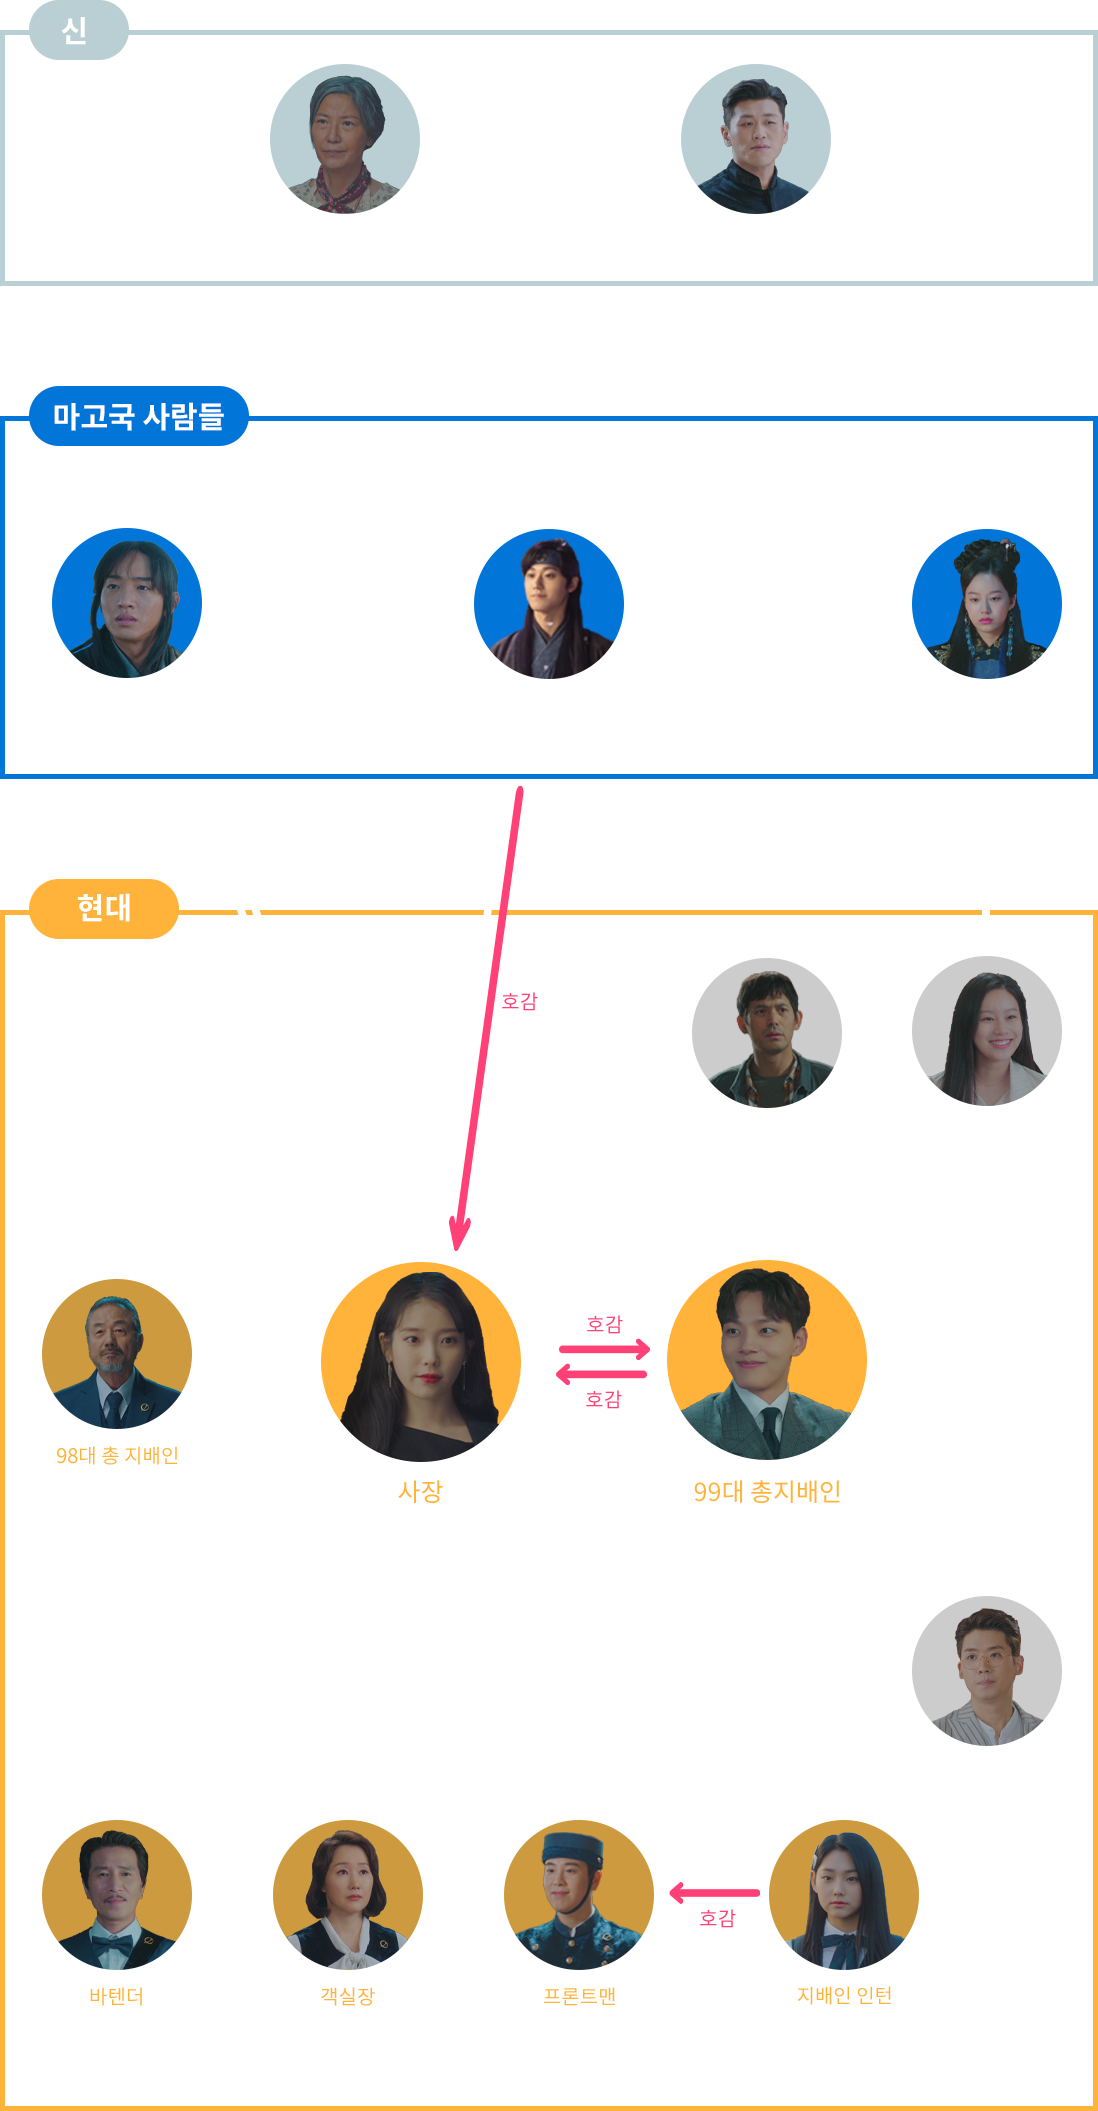 신
마고국 사람들
현대
호감
호감
호감
98대 총 지배인
사장
99대 총지배인
호감
바텐더
객실장
프론트맨
지배인 인턴